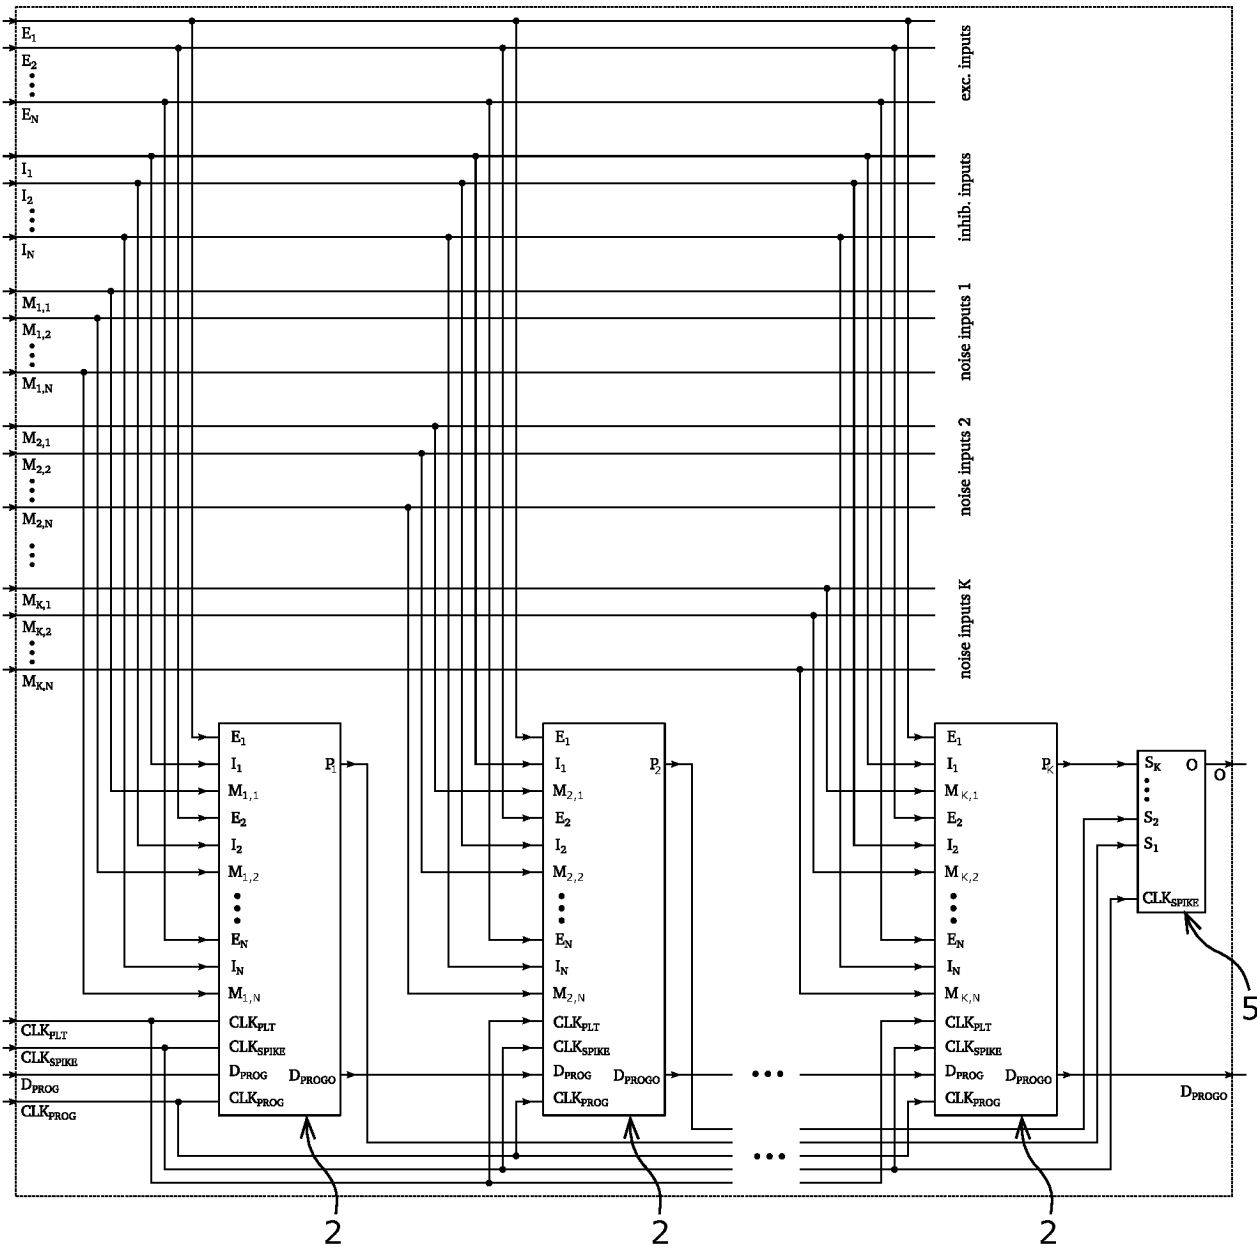 E1
E2
EN
exc. inputs
I1
I2
IN
inhib. inputs
M1,1
M1,2
M1,N
noise inputs 1
M2,1
M2,2
M2,N
noise inputs 2
MK,1
MK,2
MK,N
noise inputs K
E1
I1
M1,1
E2
I2
M1,2
EN
IN
M1,N
CLKPLT
CLKSPIKE
DPROG
CLKPROG
P1
DPROGO
E1
I1
M2,1
E2
I2
M2,2
EN
IN
M2,N
CLKPLT
CLKSPIKE
DPROG
CLKPROG
P2
DPROGO
E1
I1
MK,1
E2
I2
MK,2
EN
IN
MK,N
CLKPLT
CLKSPIKE
DPROG
CLKPROG
PK
DPROGO
SK
S2
S1
CLKSPIKE
O
O
5
CLKPLT
CLKSPIKE
DPROG
CLKPROG
DPROGO
2
2
2